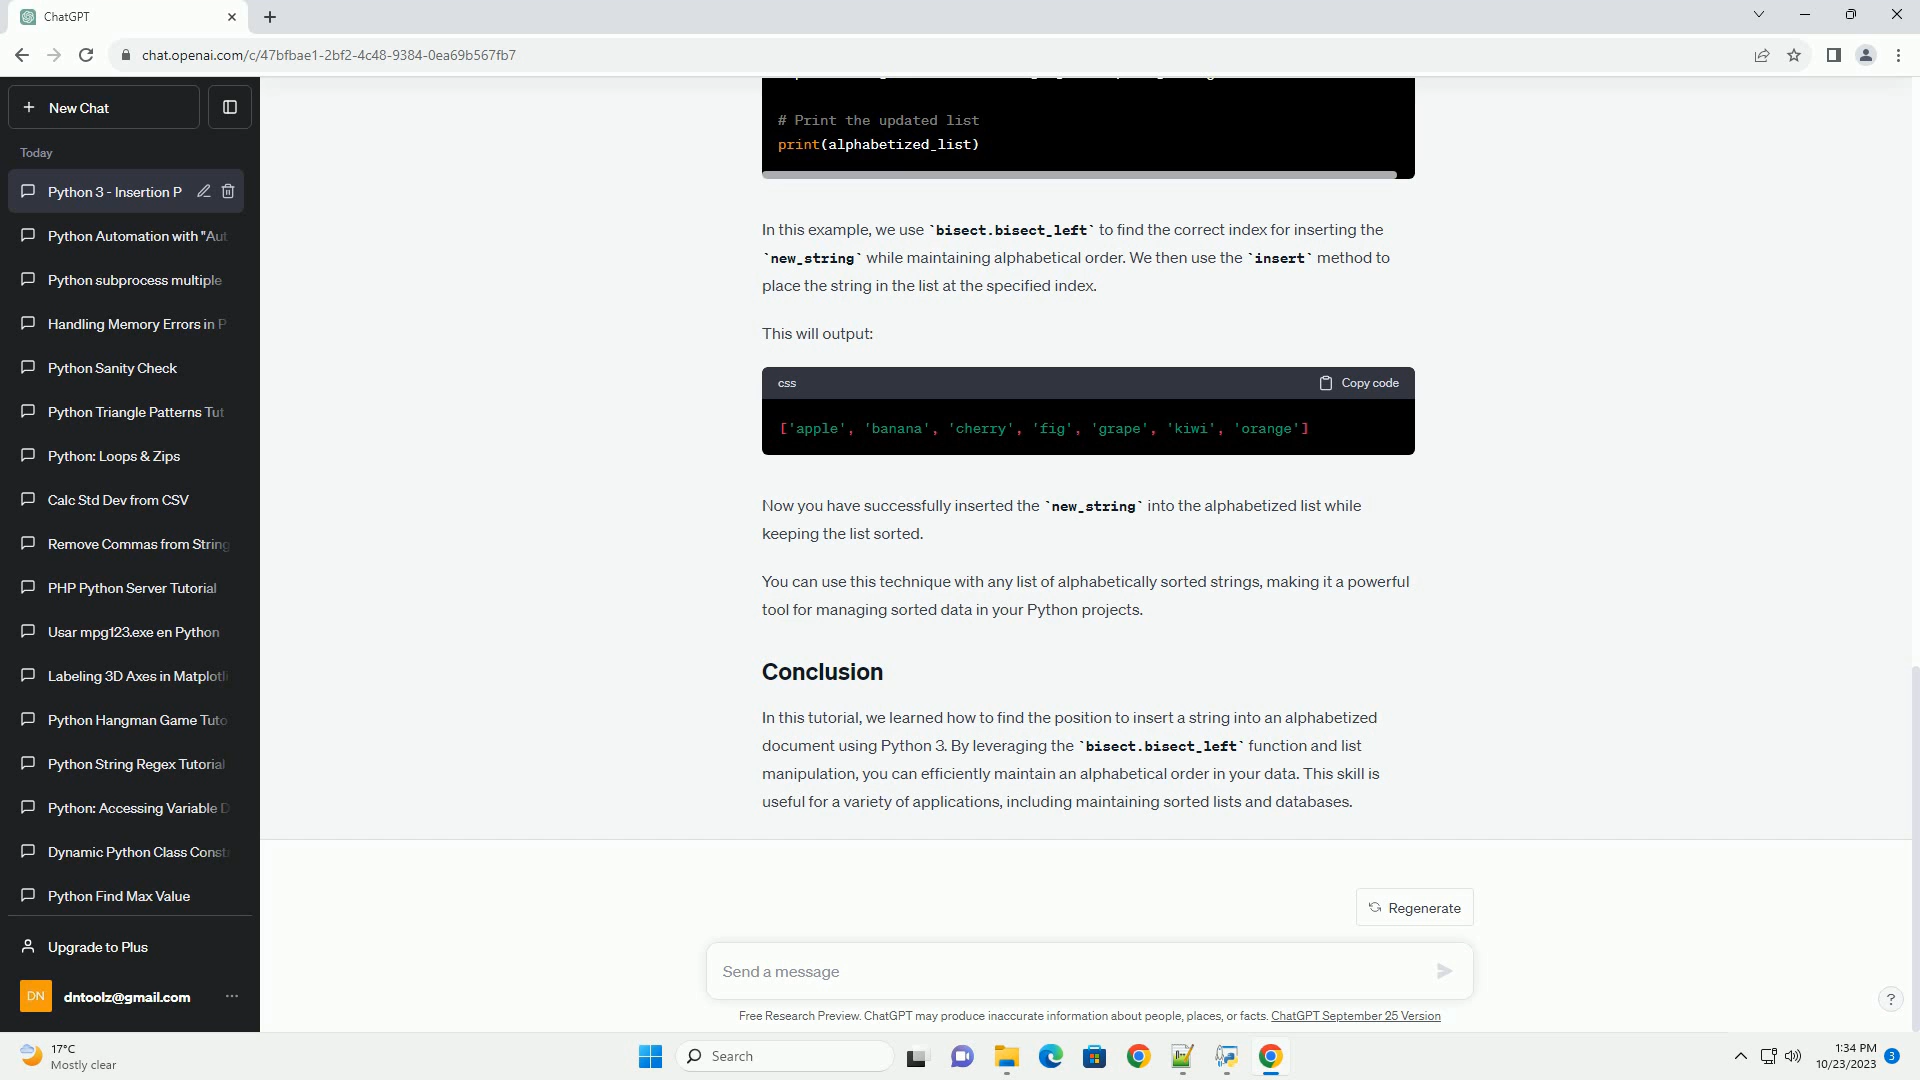 ChatGPT
chat.openai.com/c/47bfbae1-2bf2-4c48-9384-0ea69b567fb7
New Chat
Today
Python 3 - Insertion P
Python Automation with "Aut
Python subprocess multiple
Handling Memory Errors in P
Python Sanity Check
Python Triangle Patterns Tut
Python: Loops & Zips
Calc Std Dev from CSV
Remove Commas from String
PHP Python Server Tutorial
Usar mpg123.exe en Python
Labeling 3D Axes in Matplotli
Python Hangman Game Tuto
Python String Regex Tutorial
Python: Accessing Variable D
Dynamic Python Class Const
Python Find Max Value
Upgrade to Plus
DN
dntoolz@gmail.com
# Print the updated list
print(alphabetized_list)
In this example, we use `bisect.bisect_left` to find the correct index for inserting the
`new_string` while maintaining alphabetical order. We then use the `insert` method to
place the string in the list at the specified index.
This will output:
css
Copy code
['apple', 'banana', 'cherry', 'fig', 'grape', 'kiwi', 'orange']
Now you have successfully inserted the `new_string` into the alphabetized list while
keeping the list sorted.
You can use this technique with any list of alphabetically sorted strings, making it a powerful
tool for managing sorted data in your Python projects.
Conclusion
In this tutorial, we learned how to find the position to insert a string into an alphabetized
document using Python 3. By leveraging the `bisect.bisect_left` function and list
manipulation, you can efficiently maintain an alphabetical order in your data. This skill is
useful for a variety of applications, including maintaining sorted lists and databases.
Regenerate
Send a message
Free Research Preview. ChatGPT may produce inaccurate information about people, places, or facts. ChatGPT September 25 Version
?
17°C
Mostly clear
Search
1:34 PM
10/23/2023
3